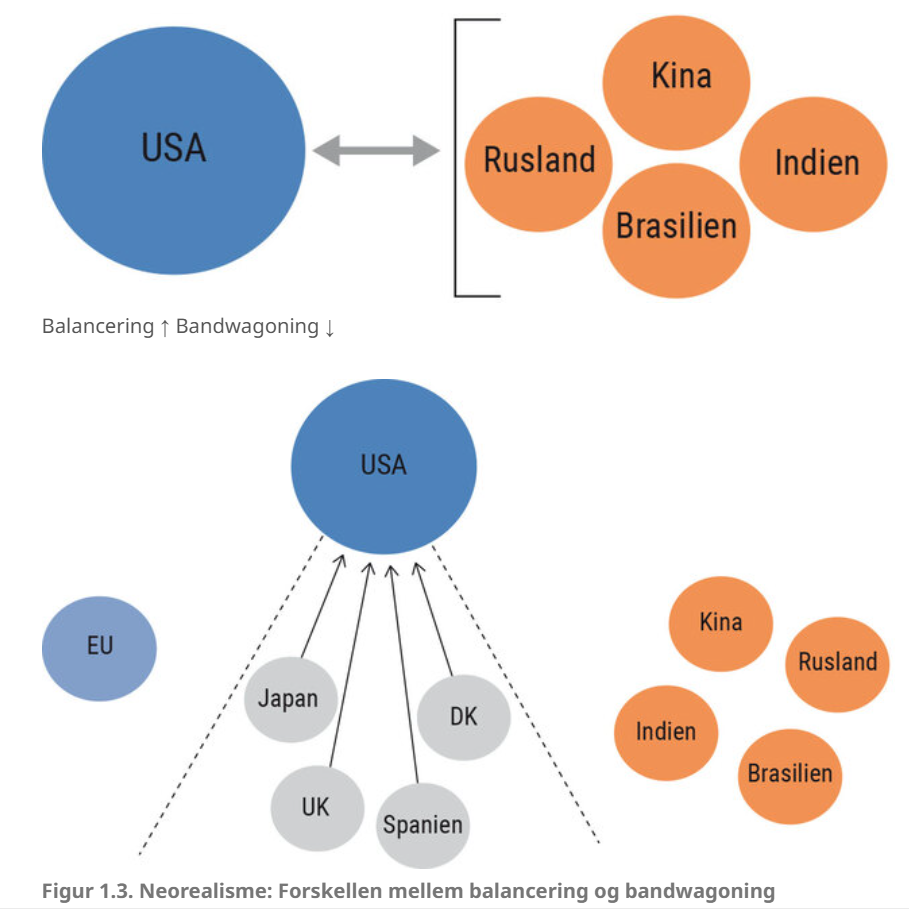 USA
Kina
Rusland
Indien
Brasilien
Balancering ↑ Bandwagoning ↓
USA
EU
Japan
DK
UK
Spanien
Kina
Rusland
Indien
Brasilien
Figur 1.3. Neorealisme: Forskellen mellem balancering og bandwagoning